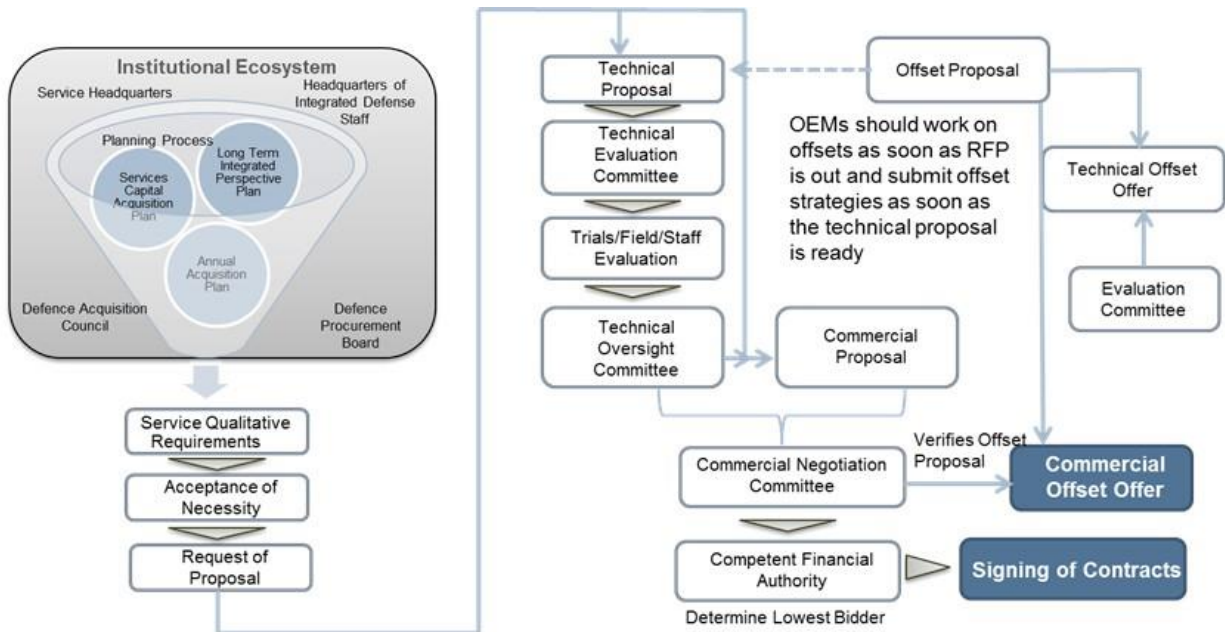 Institutional Ecosystem
Service Headquarters
Headquarters of
Integrated Defense
Staff
Planning Process
Long Term
Integrated
Perspective
Plan
Services
Capital
Acquisition
Plan
Annual
Acquisition
Plan
Defence Acquisition
Council
Defence
Procurement
Board
Service Qualitative
Requirements
Acceptance of
Necessity
Request of
Proposal
Technical
Proposal
Technical
Evaluation
Committee
Trials/Field/Staff
Evaluation
Technical
Oversight
Committee
Commercial
Proposal
Offset Proposal
OEMs should work on
offsets as soon as RFP
is out and submit offset
strategies as soon as
the technical proposal
is ready
Technical Offset
Offer
Evaluation
Committee
Commercial Negotiation
Committee
Verifies Offset
Proposal
Commercial
Offset Offer
Competent Financial
Authority
Signing of Contracts
Determine Lowest Bidder